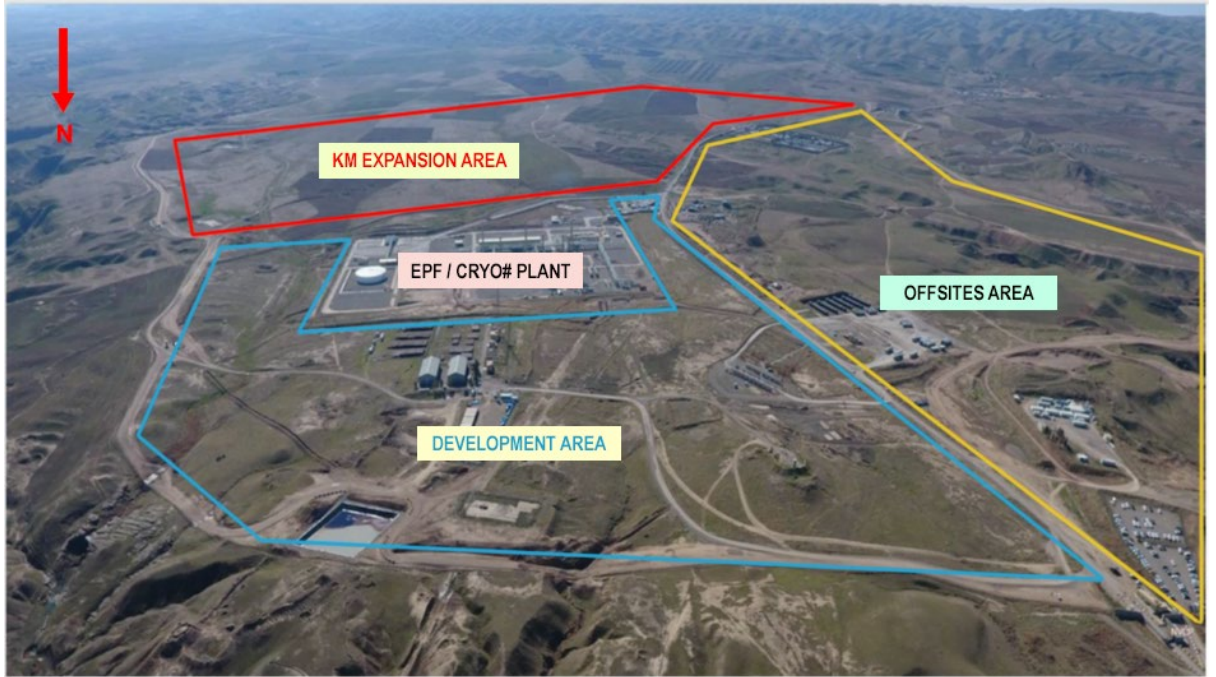 N
KM EXPANSION AREA
EPF / CRYO# PLANT
OFFSITES AREA
DEVELOPMENT AREA